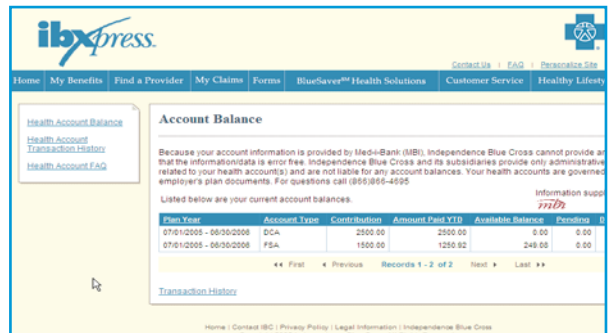 ibxpress.
Contact Us | FAQ | Personalize Site
Home My Benefits Find a Provider My Claims Forms BlueSaver℠ Health Solutions Customer Service Healthy Lifesty
Health Account Balance
Health Account
Transaction History
Health Account FAQ
Account Balance
Because your account information is provided by Med-i-Bank (MBI), Independence Blue Cross cannot provide an
that the information/data is error free. Independence Blue Cross and its subsidiaries provide only administrative
related to your health account(s) and are not liable for any account balances. Your health accounts are governed
employer's plan documents. For questions call (866)866-4695
Information supp
Listed below are your current account balances.
mbi
Plan Year Account Type Contribution Amount Paid YTD Available Balance Pending D
07/01/2005 - 06/30/2006 DCA 2500.00 2500.00 0.00 0.00
07/01/2005 - 06/30/2006 FSA 1500.00 1250.92 249.08 0.00
First Previous Records 1 - 2 of 2 Next Last
Transaction History
Home | Contact IBC | Privacy Policy | Legal Information | Independence Blue Cross